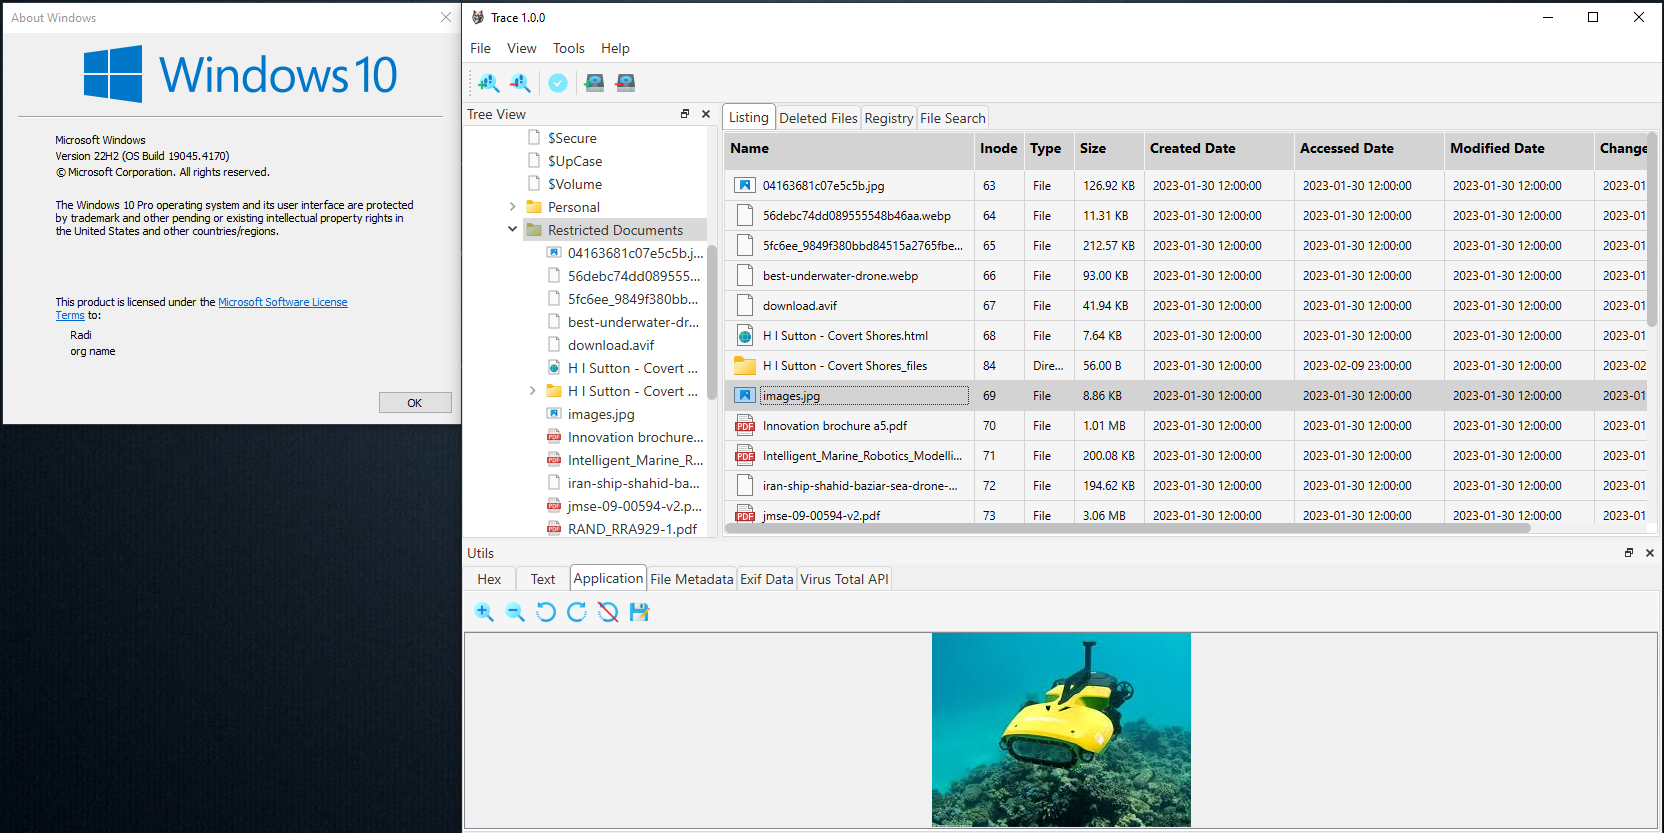 About Windows
Windows 10
Microsoft Windows
Version 22H2 (OS Build 19045.4170)
© Microsoft Corporation. All rights reserved.
The Windows 10 Pro operating system and its user interface are protected
by trademark and other pending or existing intellectual property rights in
the United States and other countries/regions.
This product is licensed under the Microsoft Software License
Terms to:
Radi
org name
OK
Trace 1.0.0
File View Tools Help
Tree View
$Secure
$UpCase
$Volume
Personal
Restricted Documents
04163681c07e5c5b.j...
56debc74dd089555...
5fc6ee_9849f380bb...
best-underwater-dr...
download.avif
H I Sutton - Covert ...
H I Sutton - Covert ...
images.jpg
Innovation brochure...
Intelligent_Marine_R...
iran-ship-shahid-ba...
jmse-09-00594-v2.p...
RAND_RRA929-1.pdf
Listing Deleted Files Registry File Search
Name Inode Type Size Created Date Accessed Date Modified Date Change
04163681c07e5c5b.jpg 63 File 126.92 KB 2023-01-30 12:00:00 2023-01-30 12:00:00 2023-01-30 12:00:00 2023-01
56debc74dd089555548b46aa.webp 64 File 11.31 KB 2023-01-30 12:00:00 2023-01-30 12:00:00 2023-01-30 12:00:00 2023-01
5fc6ee_9849f380bbd84515a2765fbe... 65 File 212.57 KB 2023-01-30 12:00:00 2023-01-30 12:00:00 2023-01-30 12:00:00 2023-01
best-underwater-drone.webp 66 File 93.00 KB 2023-01-30 12:00:00 2023-01-30 12:00:00 2023-01-30 12:00:00 2023-01
download.avif 67 File 41.94 KB 2023-01-30 12:00:00 2023-01-30 12:00:00 2023-01-30 12:00:00 2023-01
H I Sutton - Covert Shores.html 68 File 7.64 KB 2023-01-30 12:00:00 2023-01-30 12:00:00 2023-01-30 12:00:00 2023-01
H I Sutton - Covert Shores_files 84 Dire... 56.00 B 2023-01-30 12:00:00 2023-02-09 23:00:00 2023-01-30 12:00:00 2023-02
images.jpg 69 File 8.86 KB 2023-01-30 12:00:00 2023-01-30 12:00:00 2023-01-30 12:00:00 2023-01
Innovation brochure a5.pdf 70 File 1.01 MB 2023-01-30 12:00:00 2023-01-30 12:00:00 2023-01-30 12:00:00 2023-01
Intelligent_Marine_Robotics_Modelli... 71 File 200.08 KB 2023-01-30 12:00:00 2023-01-30 12:00:00 2023-01-30 12:00:00 2023-01
iran-ship-shahid-baziar-sea-drone-... 72 File 194.62 KB 2023-01-30 12:00:00 2023-01-30 12:00:00 2023-01-30 12:00:00 2023-01
jmse-09-00594-v2.pdf 73 File 3.06 MB 2023-01-30 12:00:00 2023-01-30 12:00:00 2023-01-30 12:00:00 2023-01
Utils
Hex Text Application File Metadata Exif Data Virus Total API